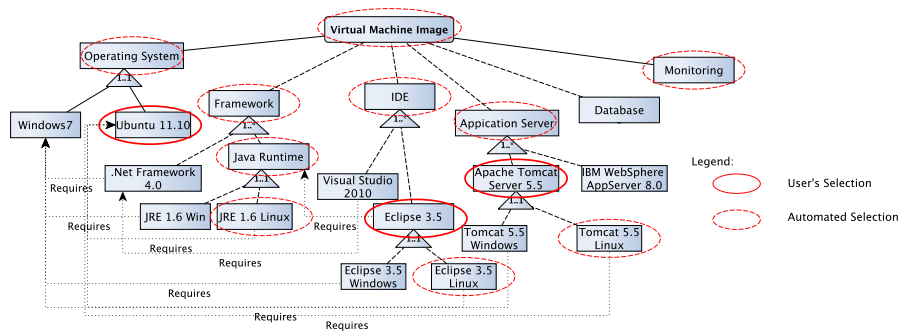 Virtual Machine Image
Operating System
1..1
Monitoring
Framework
1..*
IDE
1..*
Database
Windows7
Ubuntu 11.10
Appication Server
1..*
Java Runtime
1..1
Legend:
.Net Framework
4.0
Visual Studio
2010
Apache Tomcat
Server 5.5
1..1
IBM WebSphere
AppServer 8.0
User's Selection
Requires
JRE 1.6 Win
JRE 1.6 Linux
Eclipse 3.5
1..1
Automated Selection
Requires
Requires
Tomcat 5.5
Windows
Tomcat 5.5
Linux
Requires
Requires
Eclipse 3.5
Windows
Eclipse 3.5
Linux
Requires
Requires
Requires